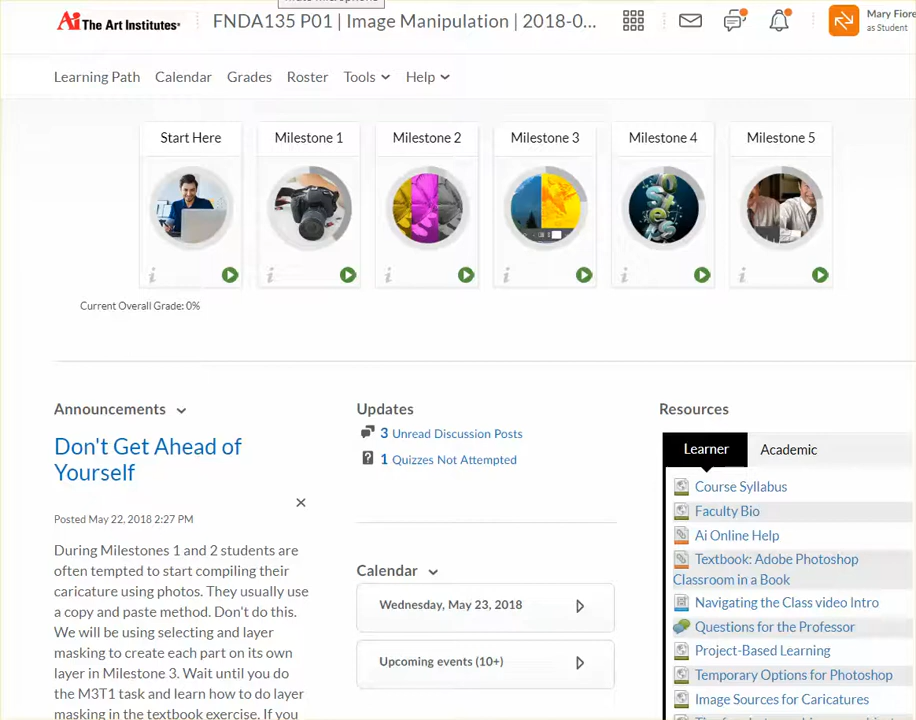 Ai The Art Institutes
FNDA135 P01 | Image Manipulation | 2018-0...
Mary Fiore
as Student
Learning Path Calendar Grades Roster Tools Help
Start Here Milestone 1 Milestone 2 Milestone 3 Milestone 4 Milestone 5
Current Overall Grade: 0%
Announcements
Don't Get Ahead of
Yourself
Posted May 22, 2018 2:27 PM
During Milestones 1 and 2 students are
often tempted to start compiling their
caricature using photos. They usually use
a copy and paste method. Don't do this.
We will be using selecting and layer
masking to create each part on its own
layer in Milestone 3. Wait until you do
the M3T1 task and learn how to do layer
masking in the textbook exercise. If you
Updates
3 Unread Discussion Posts
1 Quizzes Not Attempted
Calendar
Wednesday, May 23, 2018
Upcoming events (10+)
Resources
Learner Academic
Course Syllabus
Faculty Bio
Ai Online Help
Textbook: Adobe Photoshop
Classroom in a Book
Navigating the Class video Intro
Questions for the Professor
Project-Based Learning
Temporary Options for Photoshop
Image Sources for Caricatures